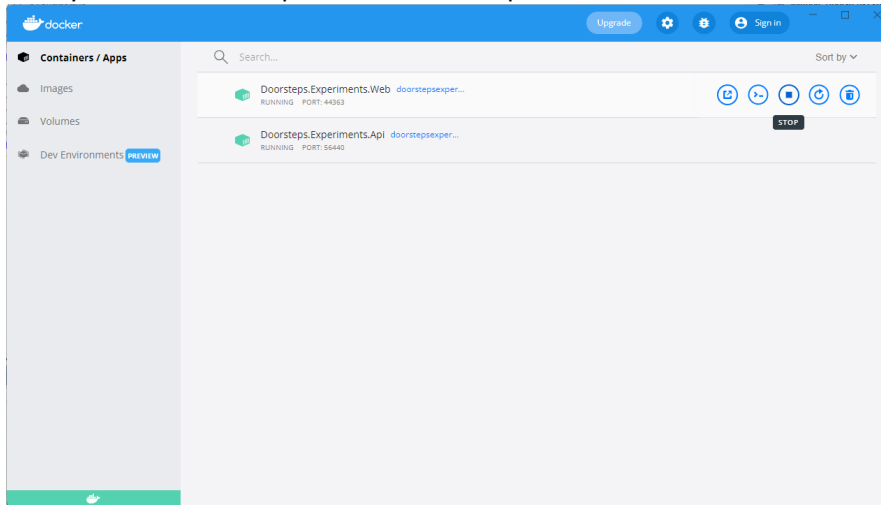 docker
Upgrade
Sign in
Containers / Apps
Images
Volumes
Dev Environments PREVIEW
Search...
Sort by
Doorsteps.Experiments.Web doorstepsexper...
RUNNING PORT: 44363
STOP
Doorsteps.Experiments.Api doorstepsexper...
RUNNING PORT: 56440